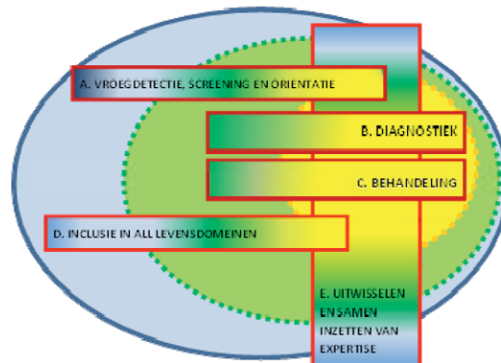 A. VROEGDETECTIE, SCREENING EN ORIENTATIE
B. DIAGNOSTIEK
C. BEHANDELING
D. INCLUSIE IN ALL LEVENSDOMEINEN
E. UITWISSELEN
EN SAMEN
INZETTEN VAN
EXPERTISE